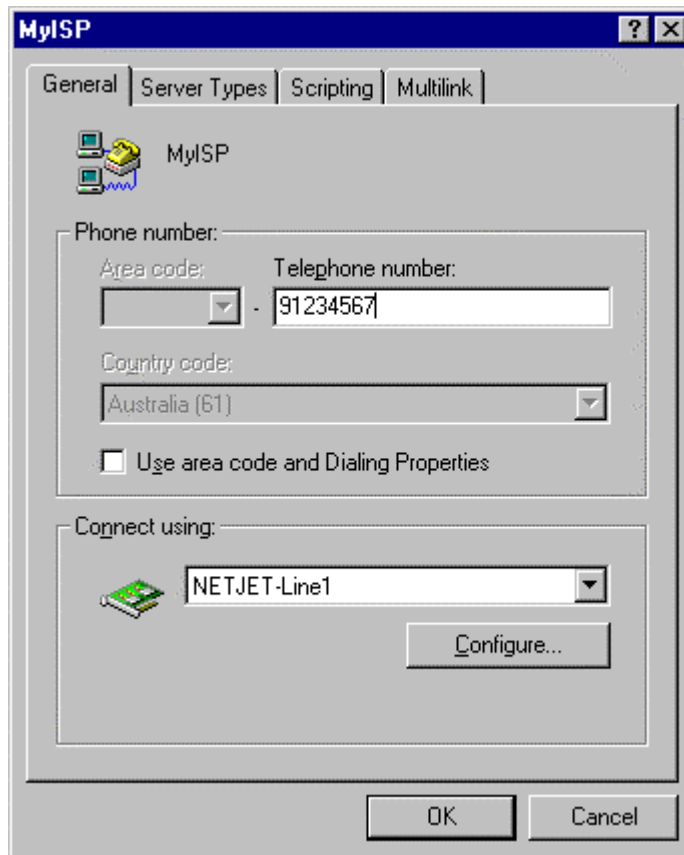 MyISP
General Server Types Scripting Multilink
MyISP
Phone number:
Area code: Telephone number:
- 91234567
Country code:
Australia (61)
Use area code and Dialing Properties
Connect using:
NETJET-Line1
Configure...
OK Cancel